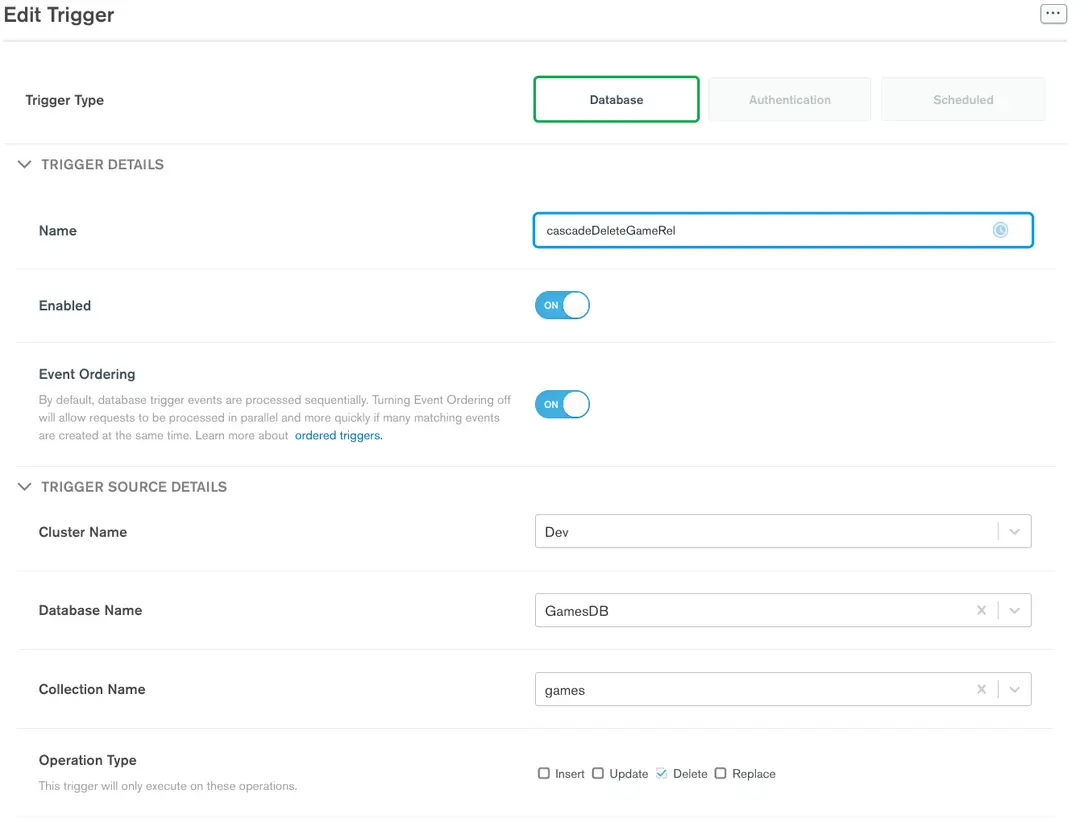 Edit Trigger
...
Trigger Type
Database
Authentication
Scheduled
TRIGGER DETAILS
Name
cascadeDeleteGameRel
Enabled
ON
Event Ordering
By default, database trigger events are processed sequentially. Turning Event Ordering off
will allow requests to be processed in parallel and more quickly if many matching events
are created at the same time. Learn more about ordered triggers.
ON
TRIGGER SOURCE DETAILS
Cluster Name
Dev
Database Name
GamesDB
Collection Name
games
Operation Type
This trigger will only execute on these operations.
Insert Update Delete Replace